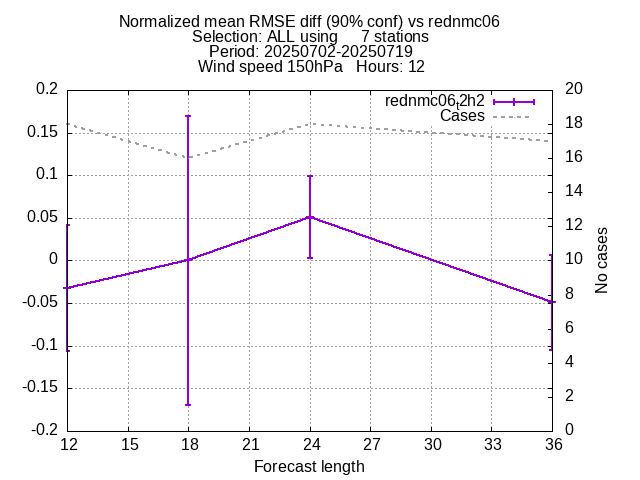 Normalized mean RMSE diff (90% conf) vs rednmc06
Selection: ALL using     7 stations
Period: 20250702-20250719
Wind speed 150hPa   Hours: 12
rednmc06t2h2
Cases
0.2
0.15
0.1
0.05
0
-0.05
-0.1
-0.15
-0.2
20
18
16
14
12
10
8
6
4
2
0
No cases
12 15 18 21 24 27 30 33 36
Forecast length